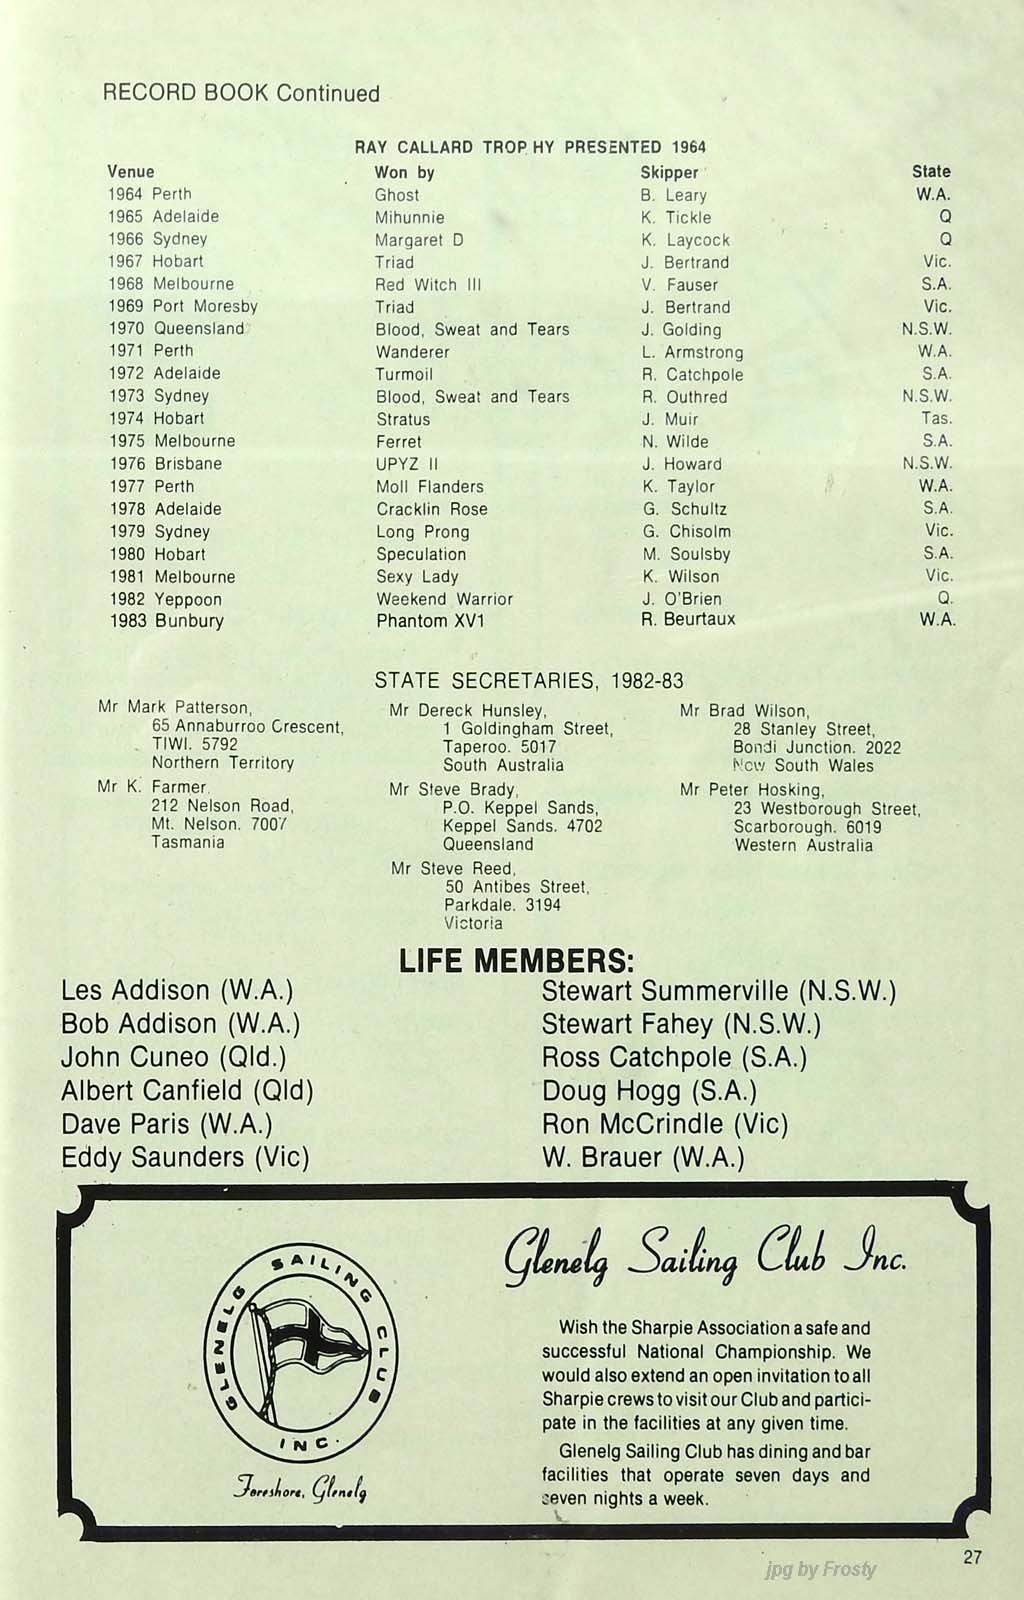 RECORD BOOK Continued
RAY CALLARD TROPHY PRESENTED 1964
Venue Won by Skipper State
1964 Perth Ghost B. Leary W.A.
1965 Adelaide Mihunnie K. Tickle Q
1966 Sydney Margaret D K. Laycock Q
1967 Hobart Triad J. Bertrand Vic.
1968 Melbourne Red Witch III V. Fauser S.A.
1969 Port Moresby Triad J. Bertrand Vic.
1970 Queensland Blood, Sweat and Tears J. Golding N.S.W.
1971 Perth Wanderer L. Armstrong W.A.
1972 Adelaide Turmoil R. Catchpole S.A.
1973 Sydney Blood, Sweat and Tears R. Outhred N.S.W.
1974 Hobart Stratus J. Muir Tas.
1975 Melbourne Ferret N. Wilde S.A.
1976 Brisbane UPYZ II J. Howard N.S.W.
1977 Perth Moll Flanders K. Taylor W.A.
1978 Adelaide Cracklin Rose G. Schultz S.A.
1979 Sydney Long Prong G. Chisolm Vic.
1980 Hobart Speculation M. Soulsby S.A.
1981 Melbourne Sexy Lady K. Wilson Vic.
1982 Yeppoon Weekend Warrior J. O'Brien Q.
1983 Bunbury Phantom XV1 R. Beurtaux W.A.
STATE SECRETARIES, 1982-83
Mr Mark Patterson,
65 Annaburroo Crescent,
TIWI. 5792
Northern Territory
Mr K. Farmer.
212 Nelson Road,
Mt. Nelson. 7007
Tasmania
Mr Dereck Hunsley,
1 Goldingham Street,
Taperoo. 5017
South Australia
Mr Steve Brady,
P.O. Keppel Sands,
Keppel Sands. 4702
Queensland
Mr Steve Reed,
50 Antibes Street,
Parkdale. 3194
Victoria
Mr Brad Wilson,
28 Stanley Street,
Bondi Junction. 2022
New South Wales
Mr Peter Hosking,
23 Westborough Street,
Scarborough. 6019
Western Australia
LIFE MEMBERS:
Les Addison (W.A.)
Bob Addison (W.A.)
John Cuneo (Qld.)
Albert Canfield (Qld)
Dave Paris (W.A.)
Eddy Saunders (Vic)
Stewart Summerville (N.S.W.)
Stewart Fahey (N.S.W.)
Ross Catchpole (S.A.)
Doug Hogg (S.A.)
Ron McCrindle (Vic)
W. Brauer (W.A.)
GLENELG SAILING CLUB
INC.
Foreshore, Glenelg
Glenelg Sailing Club Inc.
Wish the Sharpie Association a safe and
successful National Championship. We
would also extend an open invitation to all
Sharpie crews to visit our Club and partici-
pate in the facilities at any given time.
Glenelg Sailing Club has dining and bar
facilities that operate seven days and
seven nights a week.
27
jpg by Frosty